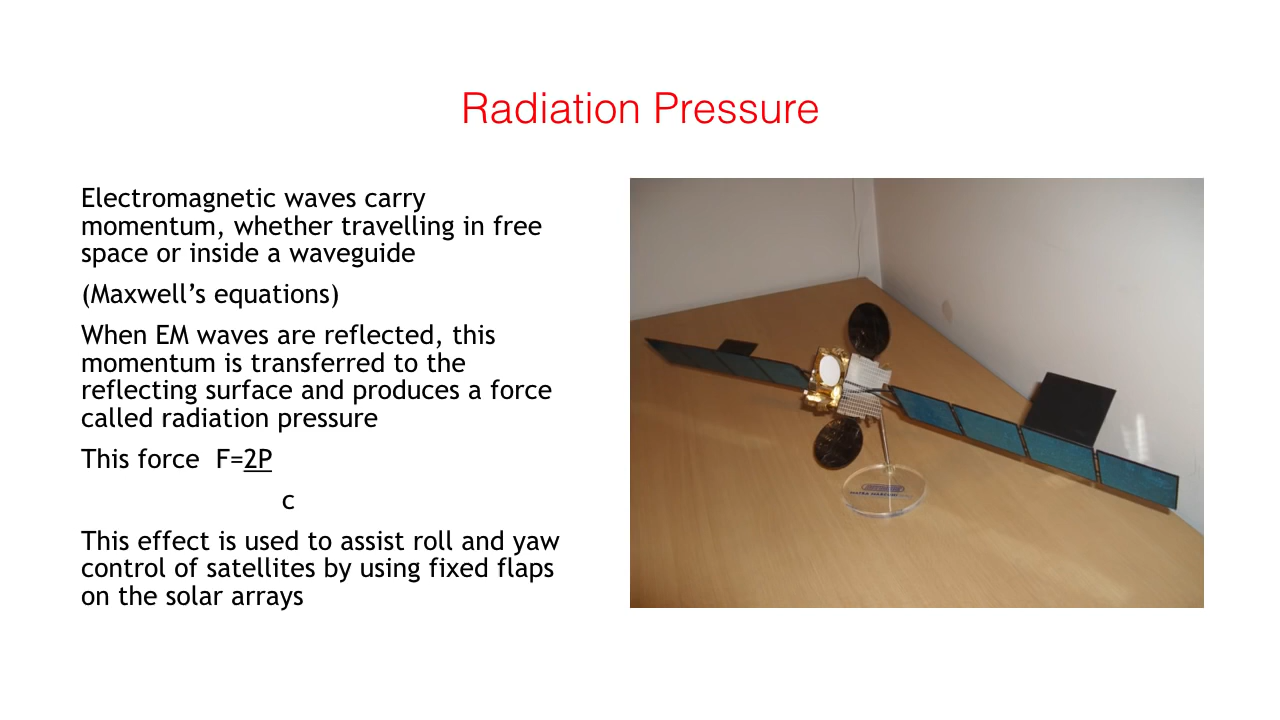 Radiation Pressure
Electromagnetic waves carry
momentum, whether travelling in free
space or inside a waveguide
(Maxwell’s equations)
When EM waves are reflected, this
momentum is transferred to the
reflecting surface and produces a force
called radiation pressure
This force  F=2P
c
This effect is used to assist roll and yaw
control of satellites by using fixed flaps
on the solar arrays